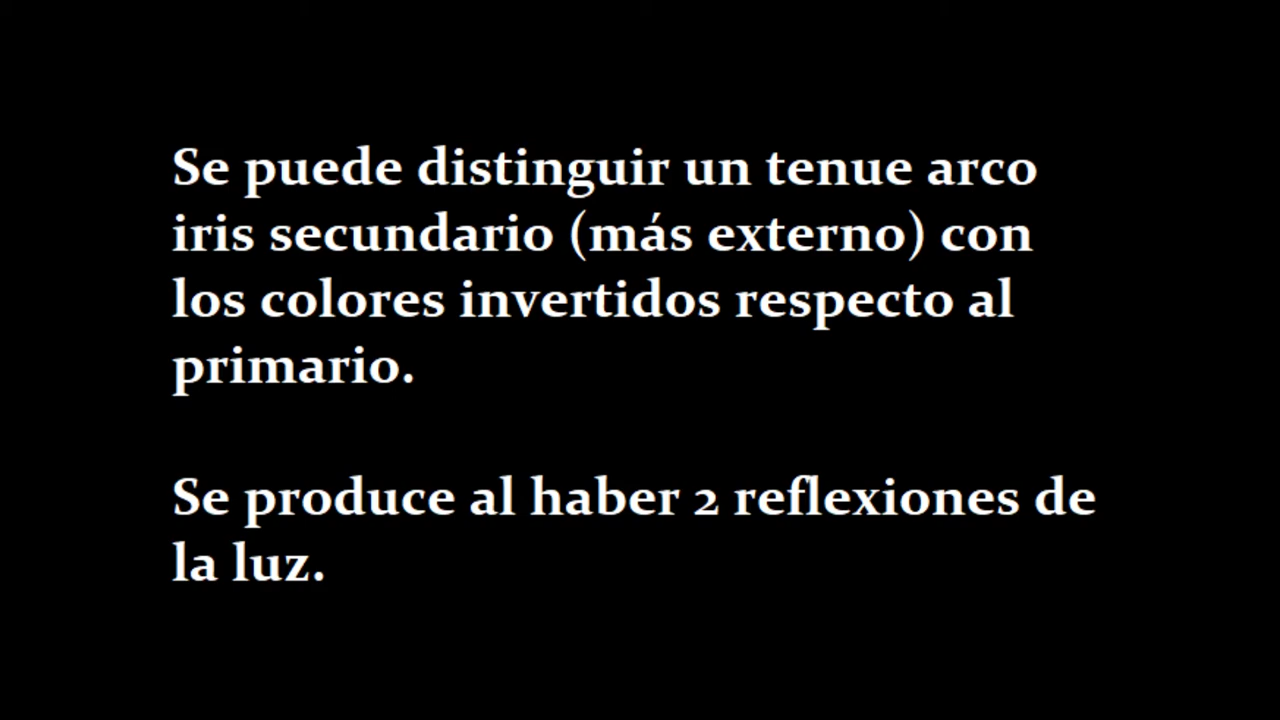 Se puede distinguir un tenue arco
iris secundario (más externo) con
los colores invertidos respecto al
primario.
Se produce al haber 2 reflexiones de
la luz.